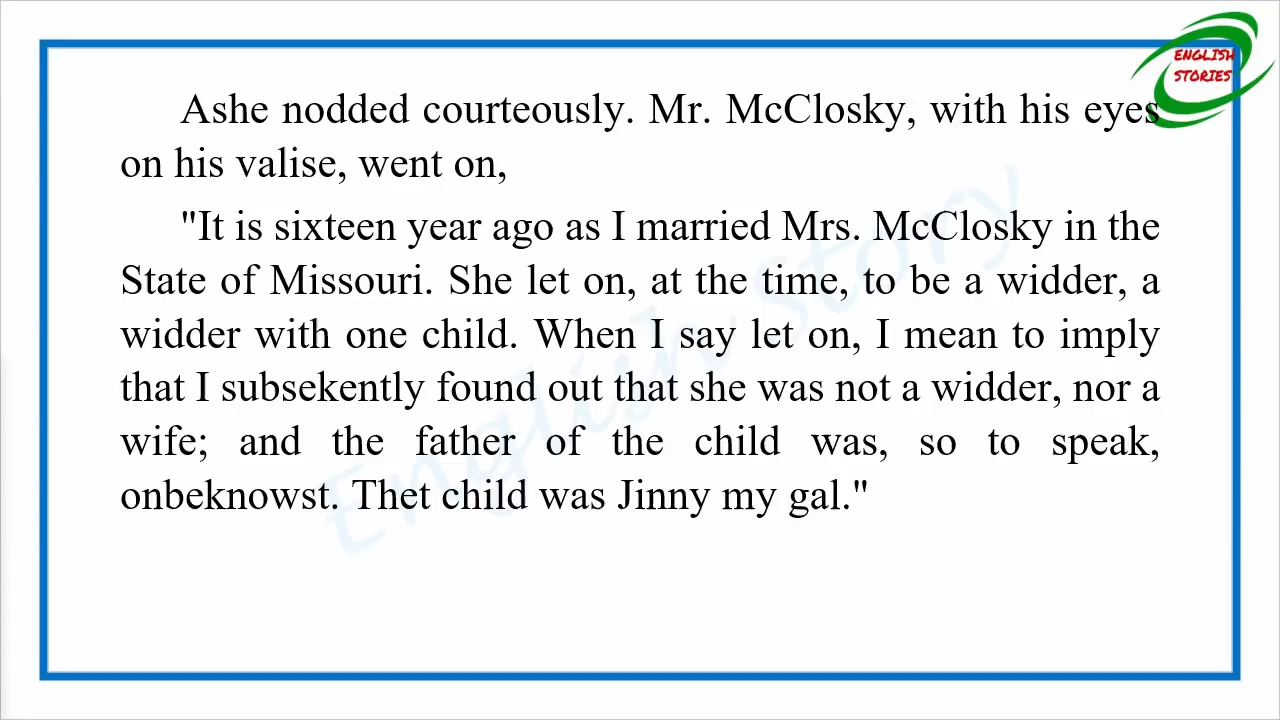 ENGLISH
STORIES
Ashe nodded courteously. Mr. McClosky, with his eyes
on his valise, went on,
"It is sixteen year ago as I married Mrs. McClosky in the
State of Missouri. She let on, at the time, to be a widder, a
widder with one child. When I say let on, I mean to imply
that I subsekently found out that she was not a widder, nor a
wife; and the father of the child was, so to speak,
onbeknowst. Thet child was Jinny my gal."
English Story